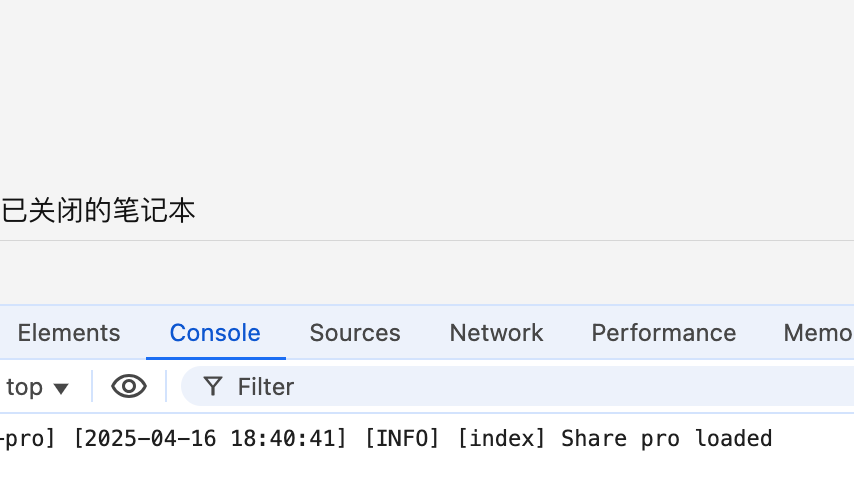 已关闭的笔记本
Elements Console Sources Network Performance Memo
top Filter
-pro] [2025-04-16 18:40:41] [INFO] [index] Share pro loaded